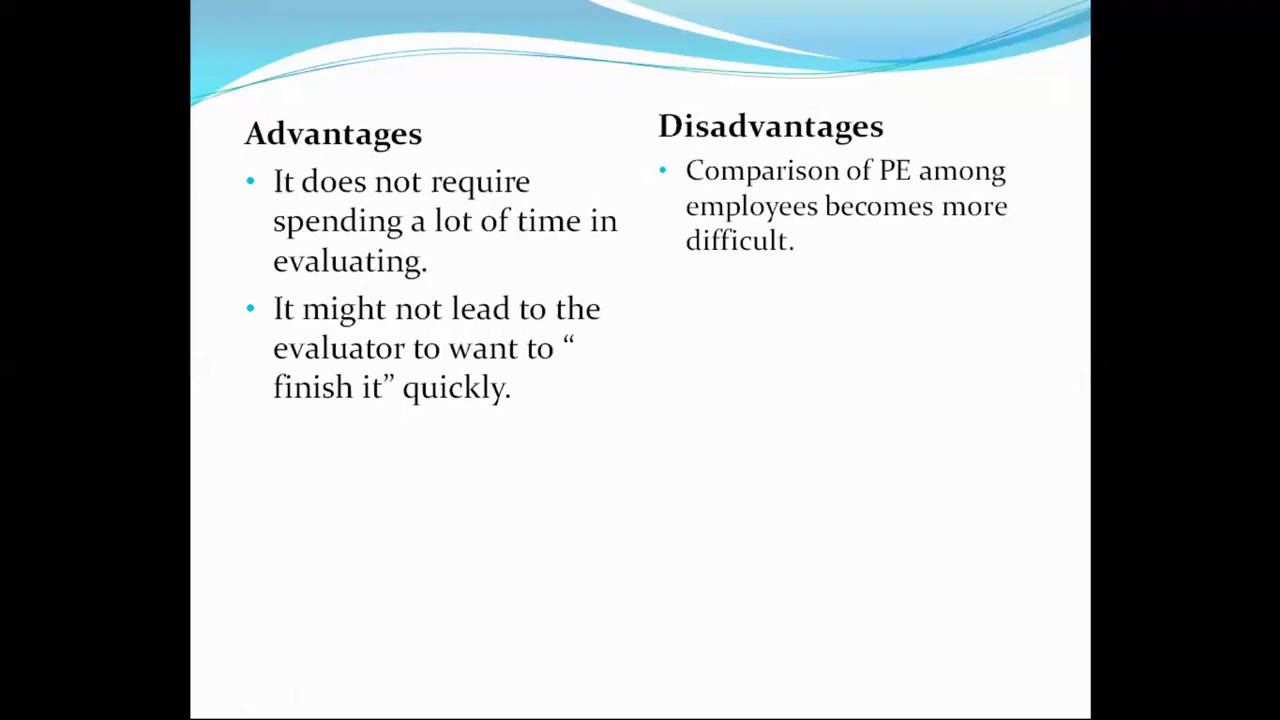 Advantages
• It does not require
spending a lot of time in
evaluating.
• It might not lead to the
evaluator to want to “
finish it” quickly.
Disadvantages
• Comparison of PE among
employees becomes more
difficult.